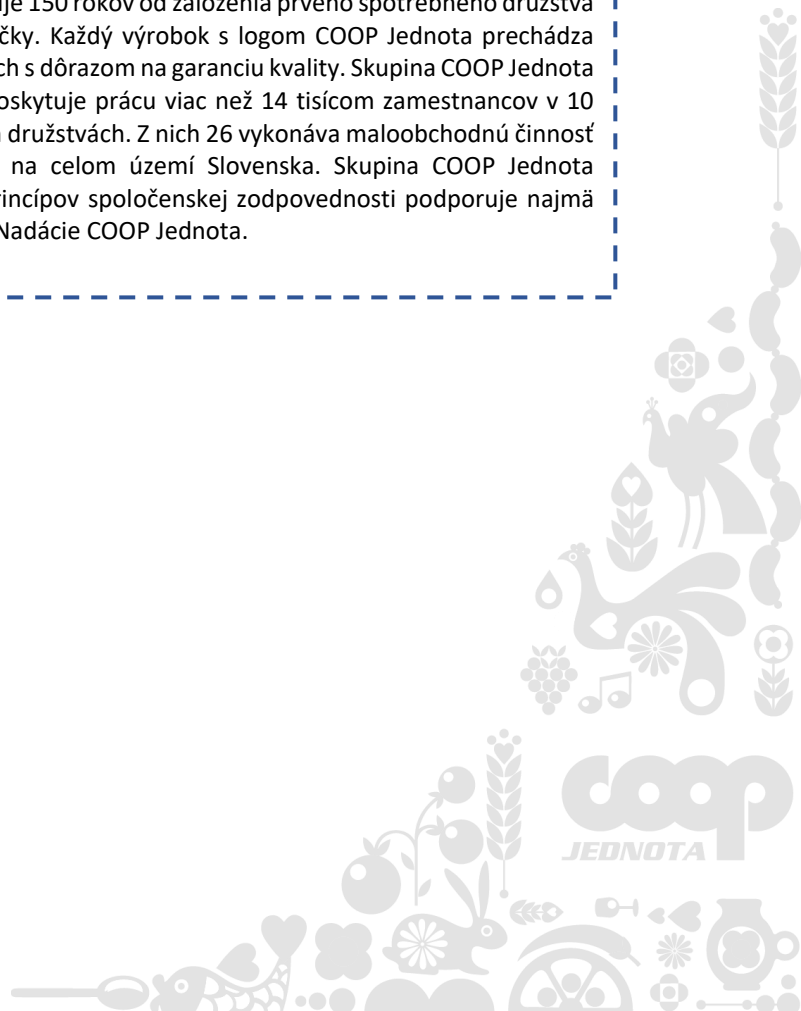 uje 150 rokov od založenia prvého spotrebného družstva
čky. Každý výrobok s logom COOP Jednota prechádza
ch s dôrazom na garanciu kvality. Skupina COOP Jednota
oskytuje prácu viac než 14 tisícom zamestnancov v 10
družstvách. Z nich 26 vykonáva maloobchodnú činnosť
na celom území Slovenska. Skupina COOP Jednota
rincípov spoločenskej zodpovednosti podporuje najmä
Nadácie COOP Jednota.
coop
JEDNOTA